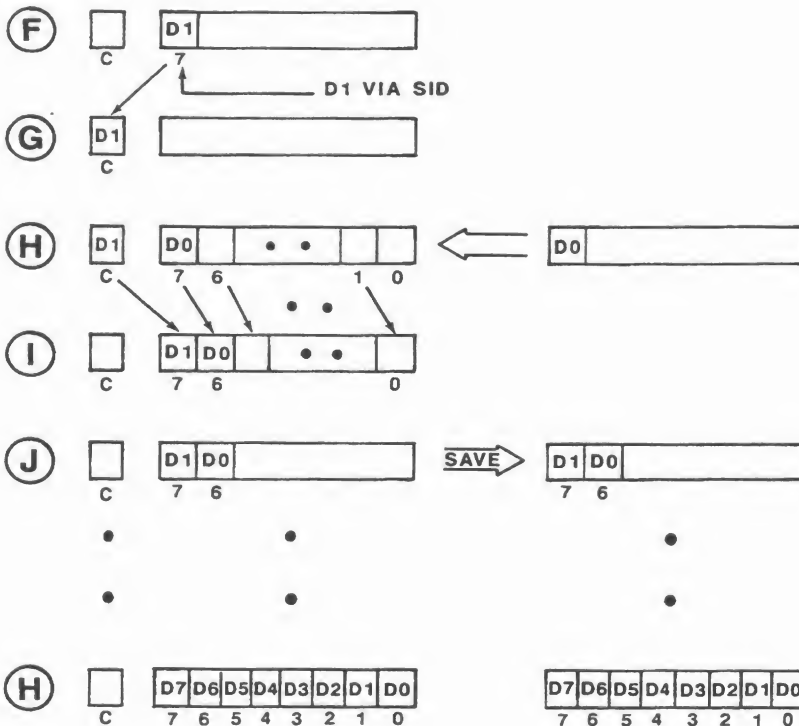 F D1
C 7
D1 VIA SID
G D1
C
H D1 D0 D0
C 7 6 1 0
I D1 D0
C 7 6 0
J D1 D0 SAVE D1 D0
C 7 6 7 6
H D7 D6 D5 D4 D3 D2 D1 D0 D7 D6 D5 D4 D3 D2 D1 D0
C 7 6 5 4 3 2 1 0 7 6 5 4 3 2 1 0